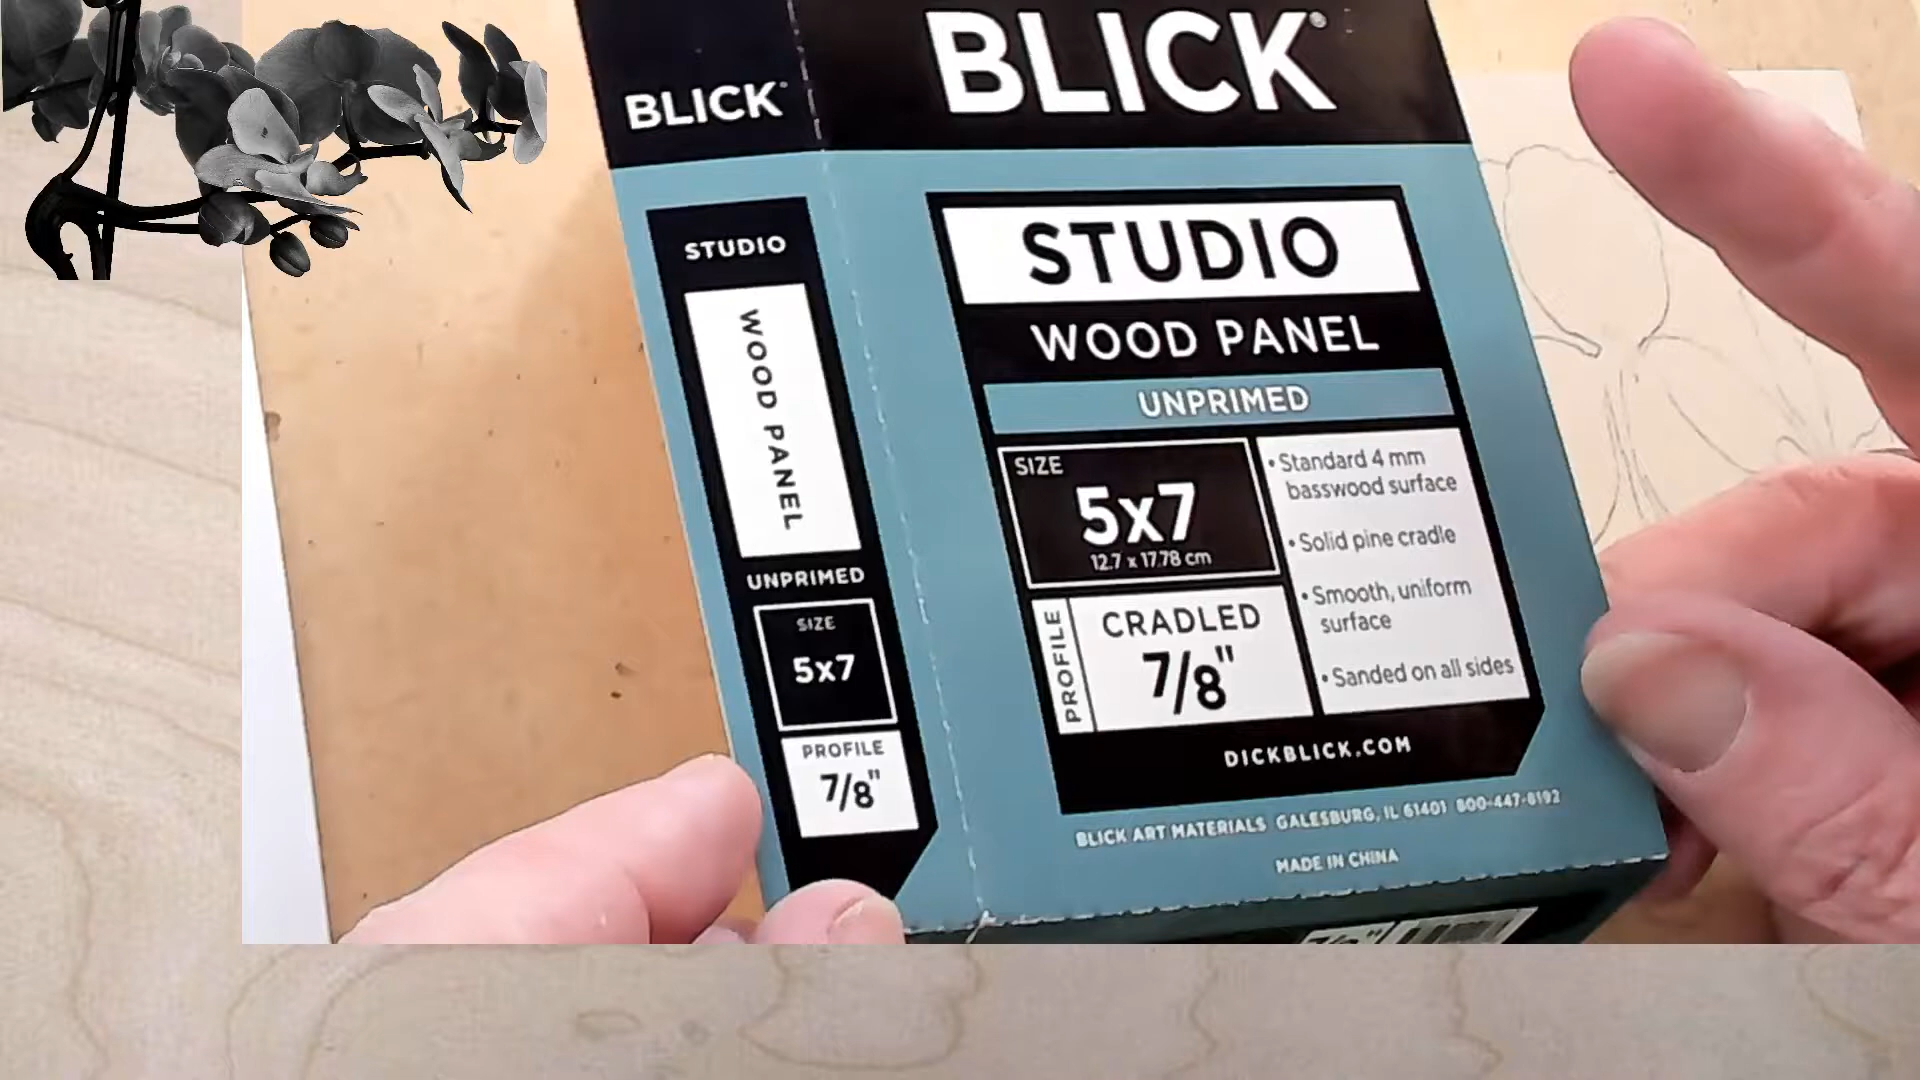 BLICK®
STUDIO
WOOD PANEL
UNPRIMED
SIZE
5x7
PROFILE
7/8"
BLICK®
STUDIO
WOOD PANEL
UNPRIMED
SIZE
5x7
12.7 x 17.78 cm
PROFILE
CRADLED
7/8"
• Standard 4 mm
basswood surface
• Solid pine cradle
• Smooth, uniform
surface
• Sanded on all sides
DICKBLICK.COM
BLICK ART MATERIALS GALESBURG, IL 61401 800-447-8192
MADE IN CHINA